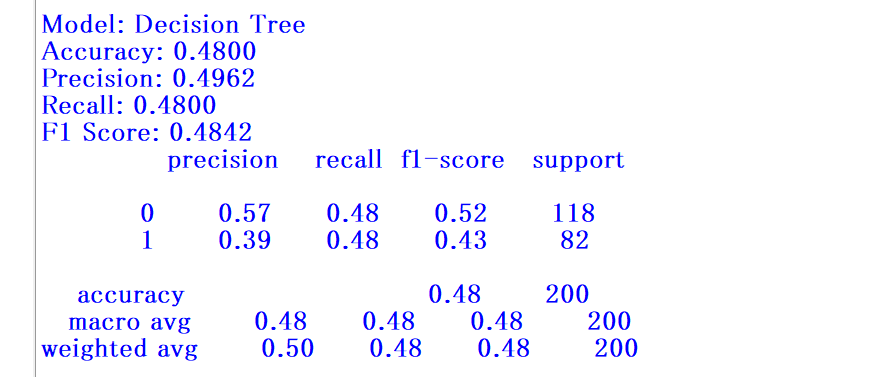 Model: Decision Tree
Accuracy: 0.4800
Precision: 0.4962
Recall: 0.4800
F1 Score: 0.4842
precision recall f1-score support
0 0.57 0.48 0.52 118
1 0.39 0.48 0.43 82
accuracy 0.48 200
macro avg 0.48 0.48 0.48 200
weighted avg 0.50 0.48 0.48 200